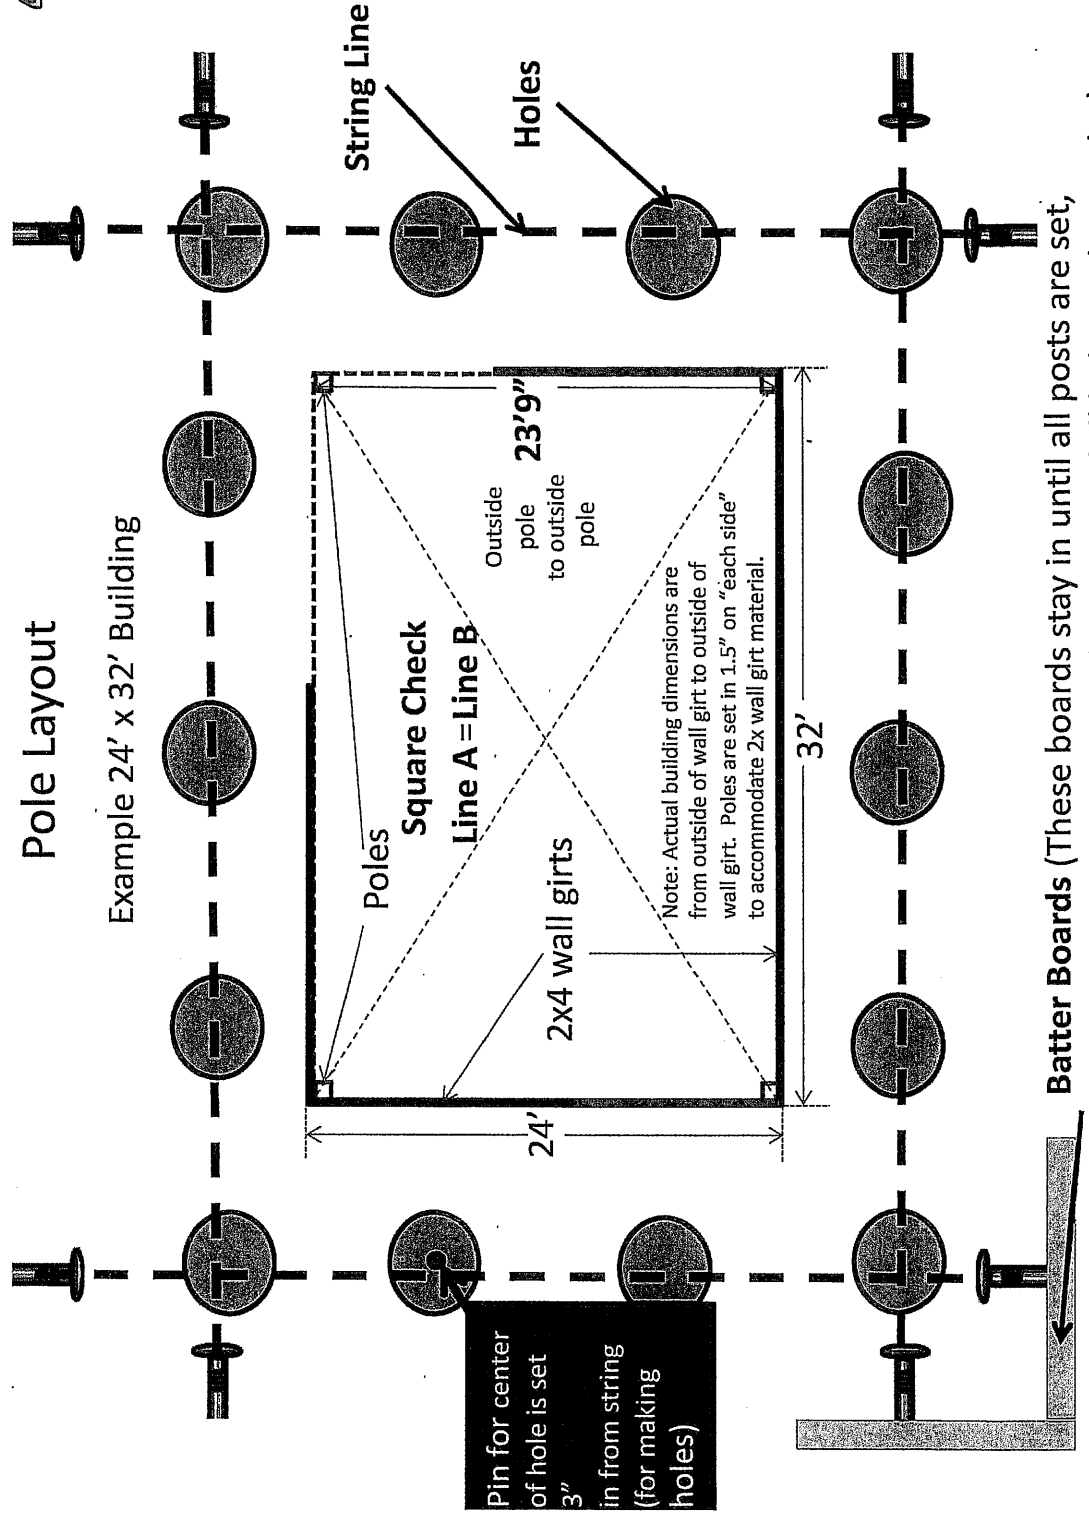 Pole Layout
Example 24' x 32' Building
String Line
Holes
Poles
Square Check
Line A=Line B
Outside
pole
to outside
pole
23'9"
2x4 wall girts
Note: Actual building dimensions are
from outside of wall girt to outside of
wall girt. Poles are set in 1.5" on "each side"
to accommodate 2x wall girt material.
24'
32'
Pin for center
of hole is set
3"
in from string
(for making
holes)
Batter Boards (These boards stay in until all posts are set,